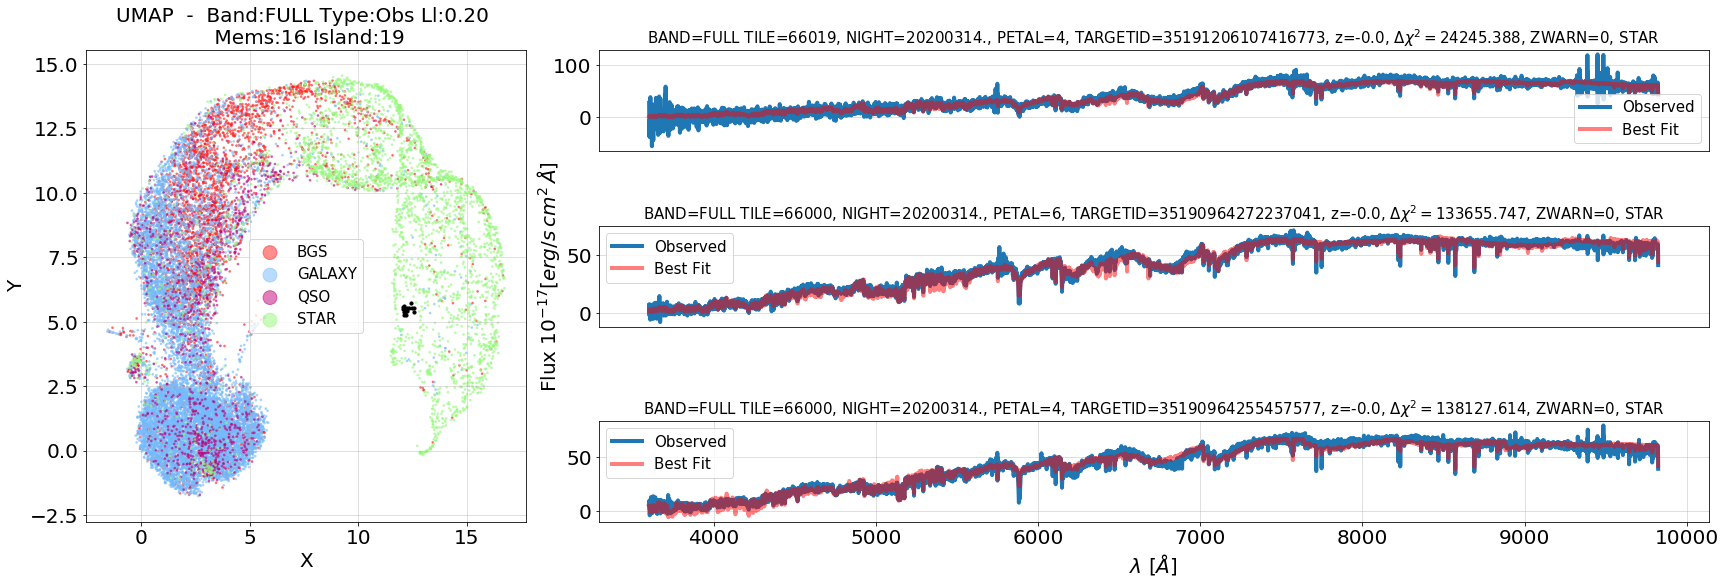 UMAP - Band:FULL Type:Obs Ll:0.20
Mems:16 Island:19
15.0
12.5
10.0
7.5
5.0
2.5
0.0
−2.5
Y
0 5 10 15
X
BGS
GALAXY
QSO
STAR
Flux 10⁻¹⁷[erg/s cm² Å]
BAND=FULL TILE=66019, NIGHT=20200314., PETAL=4, TARGETID=35191206107416773, z=-0.0, Δχ² = 24245.388, ZWARN=0, STAR
100
0
Observed
Best Fit
BAND=FULL TILE=66000, NIGHT=20200314., PETAL=6, TARGETID=35190964272237041, z=-0.0, Δχ² = 133655.747, ZWARN=0, STAR
50
0
Observed
Best Fit
BAND=FULL TILE=66000, NIGHT=20200314., PETAL=4, TARGETID=35190964255457577, z=-0.0, Δχ² = 138127.614, ZWARN=0, STAR
50
0
Observed
Best Fit
4000 5000 6000 7000 8000 9000 10000
λ [Å]